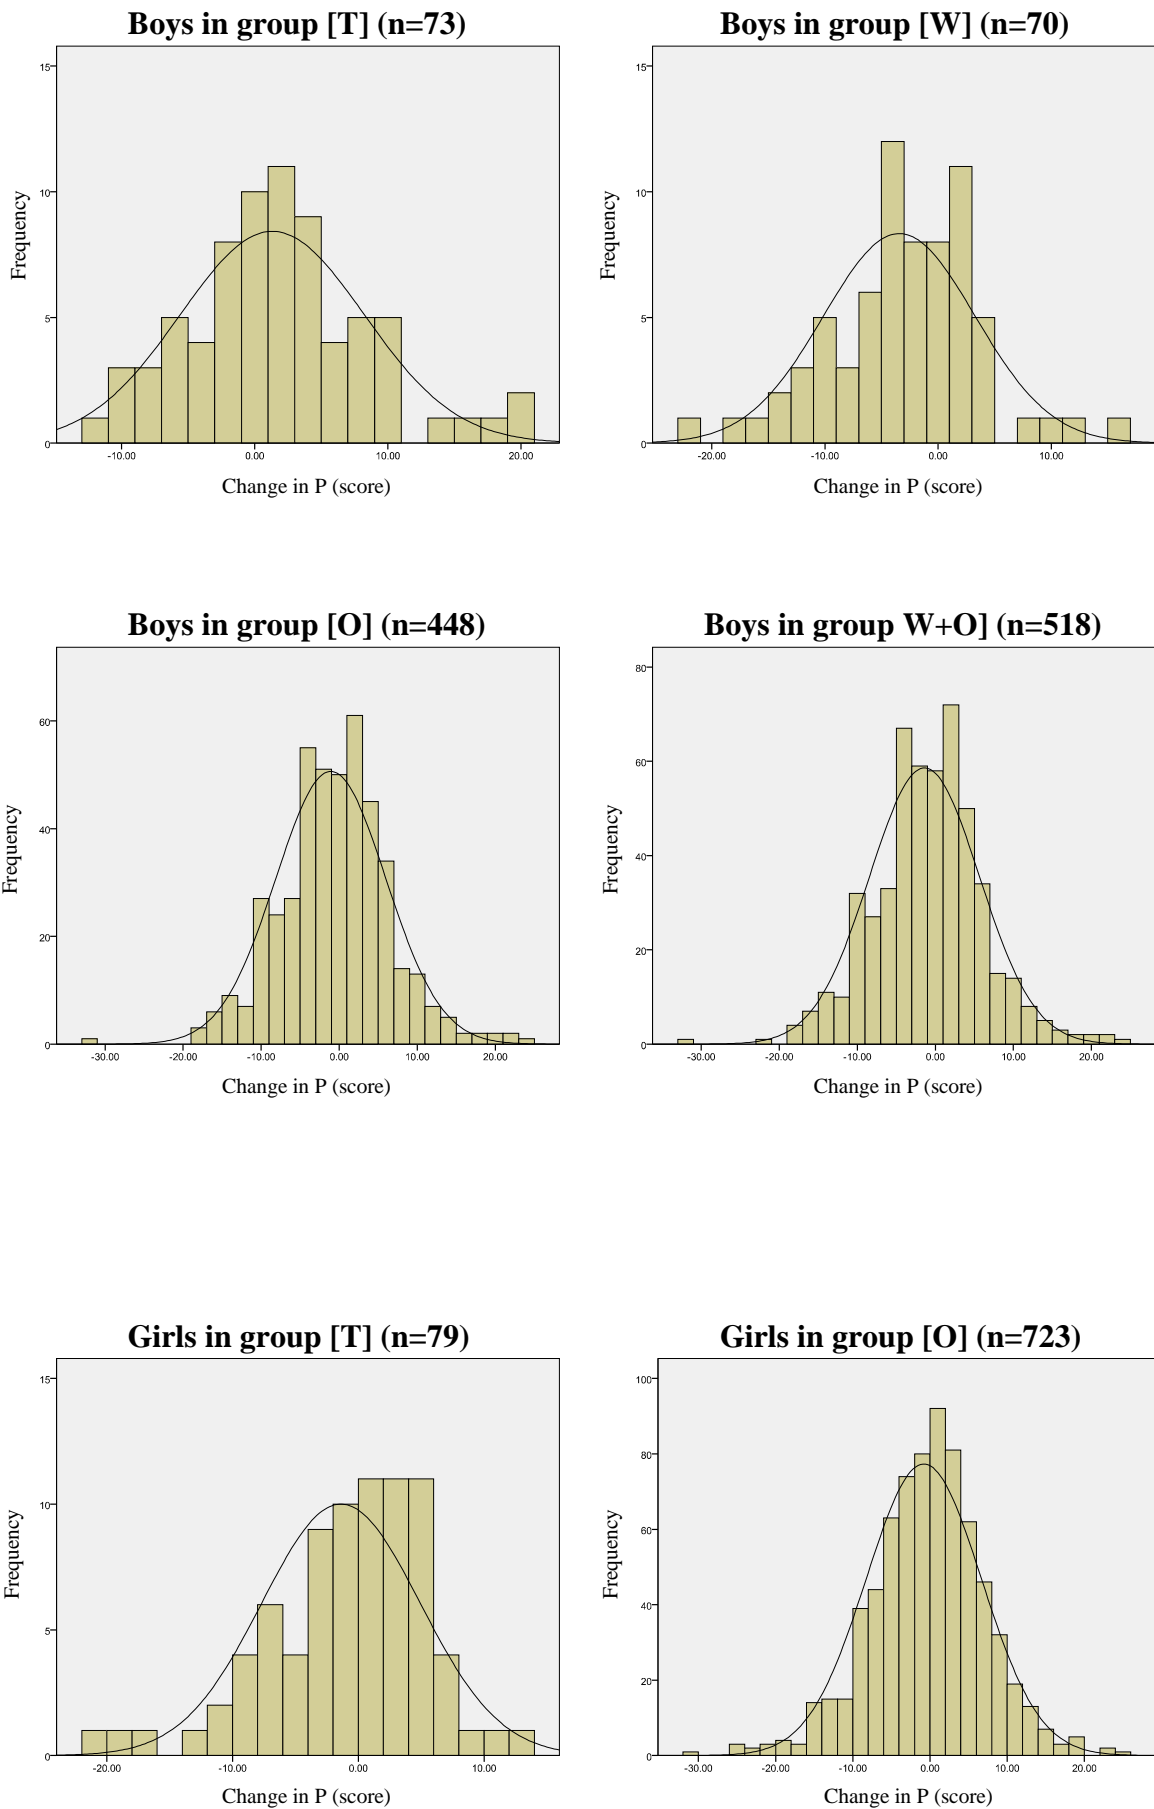 Boys in group [T] (n=73)
15
10
5
0
Frequency
-10.00 0.00 10.00 20.00
Change in P (score)
Boys in group [W] (n=70)
15
10
5
0
Frequency
-20.00 -10.00 0.00 10.00
Change in P (score)
Boys in group [O] (n=448)
60
40
20
0
Frequency
-30.00 -20.00 -10.00 0.00 10.00 20.00
Change in P (score)
Boys in group W+O] (n=518)
80
60
40
20
0
Frequency
-30.00 -20.00 -10.00 0.00 10.00 20.00
Change in P (score)
Girls in group [T] (n=79)
15
10
5
0
Frequency
-20.00 -10.00 0.00 10.00
Change in P (score)
Girls in group [O] (n=723)
100
80
60
40
20
0
Frequency
-30.00 -20.00 -10.00 0.00 10.00 20.00
Change in P (score)